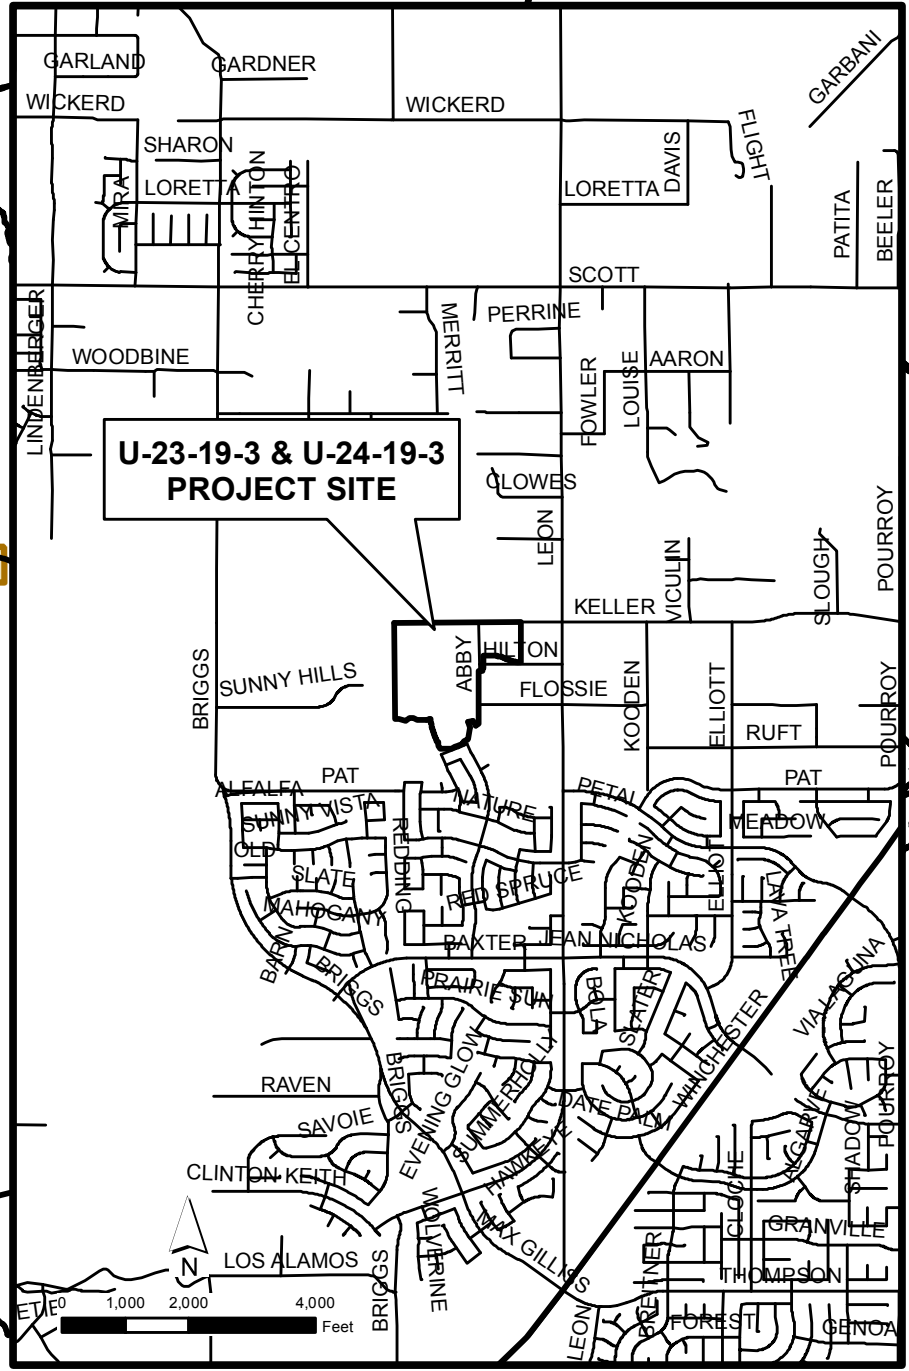 GARBANI
GARLAND
GARDNER
WICKERD
WICKERD
FLIGHT
SHARON
DAVIS
LORETTA
MIRA
CHERRY HINTON
EL CENTRO
LORETTA
PATITA
BEELER
SCOTT
LINDENBERGER
MERRITT
PERRINE
WOODBINE
FOWLER
LOUISE
AARON
U-23-19-3 & U-24-19-3
PROJECT SITE
CLOWES
LEON
VICULIN
SLOUGH
POURROY
KELLER
BRIGGS
SUNNY HILLS
ABBY
HILTON
FLOSSIE
KOODEN
ELLIOTT
RUFT
POURROY
ALFALFA
PAT
NATURE
PETAL
PAT
SUNNY VISTA
MEADOW
OLD
REDDING
SLATE
RED SPRUCE
KOODEN
ELLIOT
LAVA TREE
MAHOGANY
BARN
BAXTER
JEAN NICHOLAS
BRIGGS
PRAIRIE SUN
BOLA
SLATER
VIA LAGUNA
WINCHESTER
RAVEN
BRIGGS
EVENING GLOW
SUMMERHOLLY
DATE PALM
POURROY
SAVOIE
HAWKEYE
ALGARVE
SHADOW
CLINTON KEITH
WOLVERINE
CLOCHE
MAX GILLISS
GRANVILLE
N
LOS ALAMOS
BRIGGS
BREITNER
THOMPSON
ETIE
0 1,000 2,000 4,000
Feet
LEON
FOREST
GENOA